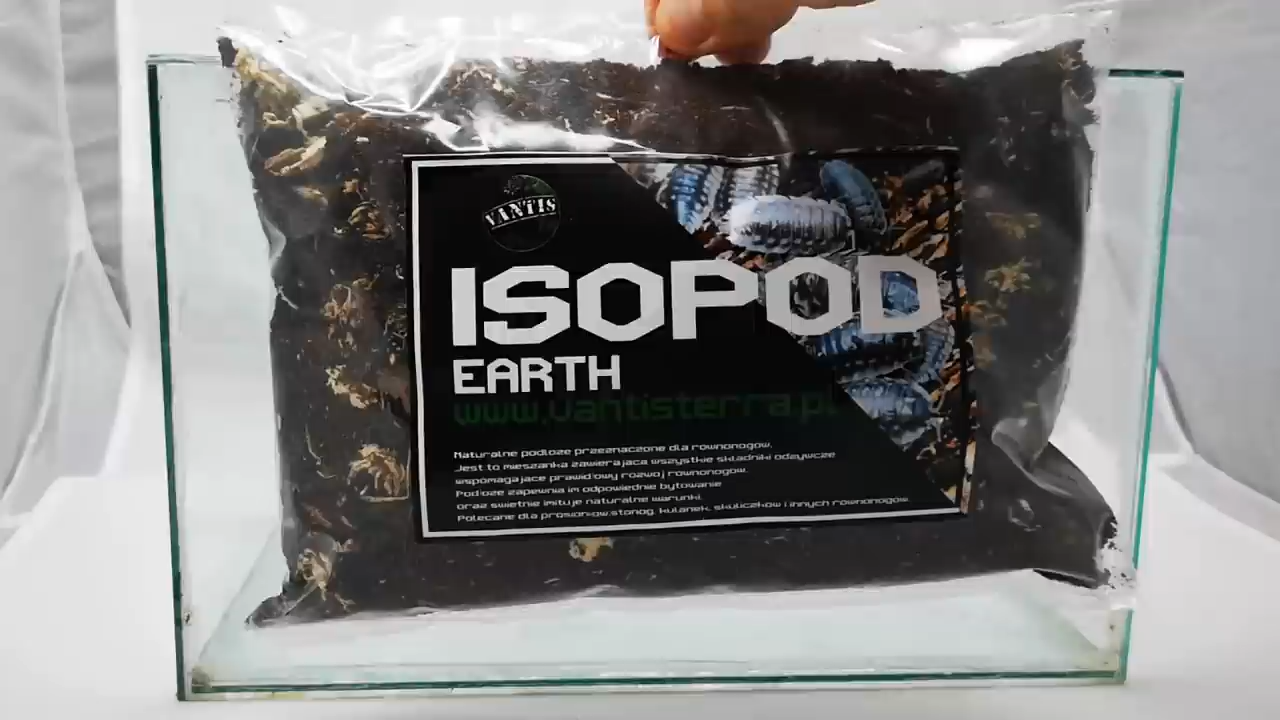 VANTIS
ISOPOD
EARTH
www.vantisterra.pl
Naturalne podłoże przeznaczone dla równonogów.
Jest to mieszanka zawierająca wszystkie składniki odżywcze
wspomagające prawidłowy rozwój równonogów.
Podłoże zapewnia im odpowiednie bytowanie
oraz świetnie imituje naturalne warunki.
Polecane dla prosionków, stonóg, kulanek, skuliczków i innych równonogów.